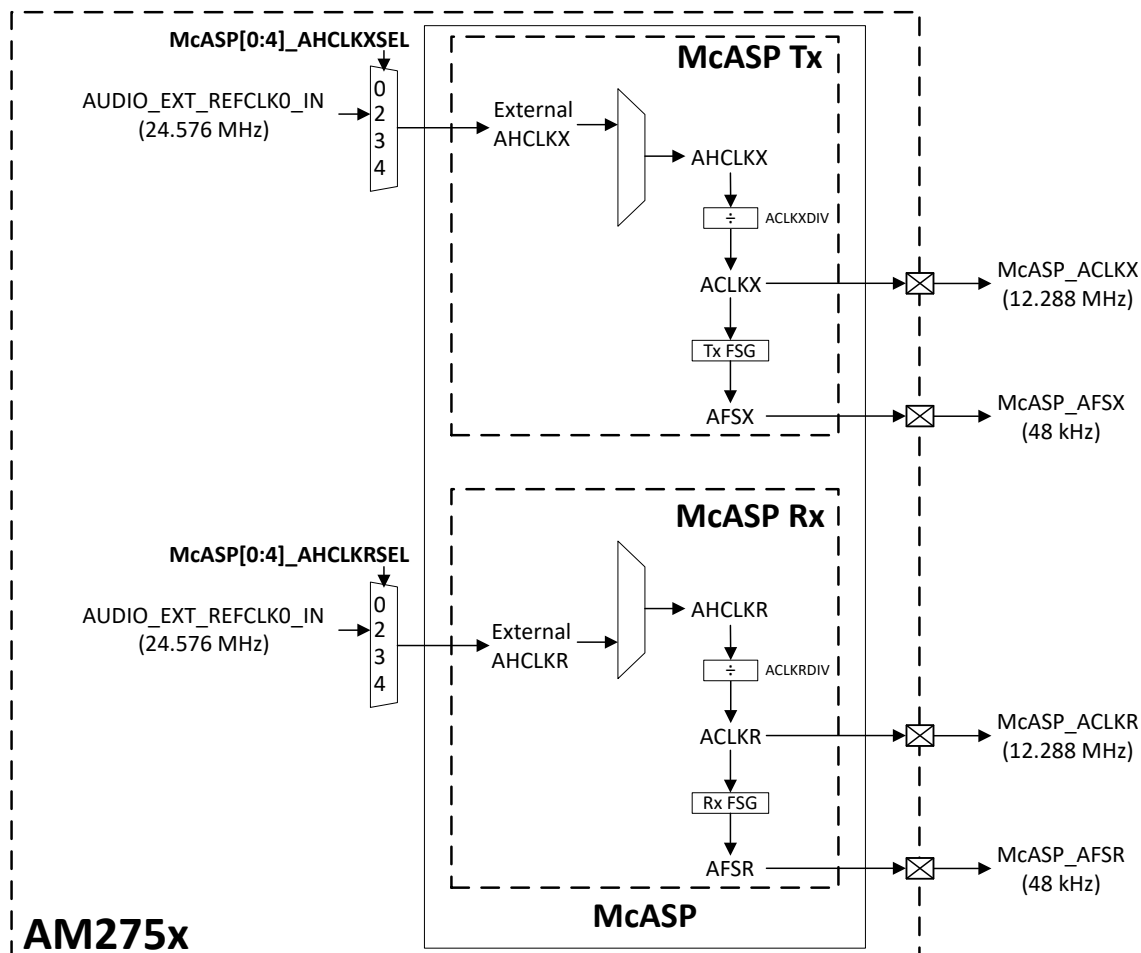 McASP[0:4]_AHCLKXSEL
McASP Tx
AUDIO_EXT_REFCLK0_IN
(24.576 MHz)
0
2
3
4
External
AHCLKX
AHCLKX
÷
ACLKXDIV
ACLKX
McASP_ACLKX
(12.288 MHz)
Tx FSG
AFSX
McASP_AFSX
(48 kHz)
McASP Rx
McASP[0:4]_AHCLKRSEL
AUDIO_EXT_REFCLK0_IN
(24.576 MHz)
0
2
3
4
External
AHCLKR
AHCLKR
÷
ACLKRDIV
ACLKR
McASP_ACLKR
(12.288 MHz)
Rx FSG
AFSR
McASP_AFSR
(48 kHz)
McASP
AM275x